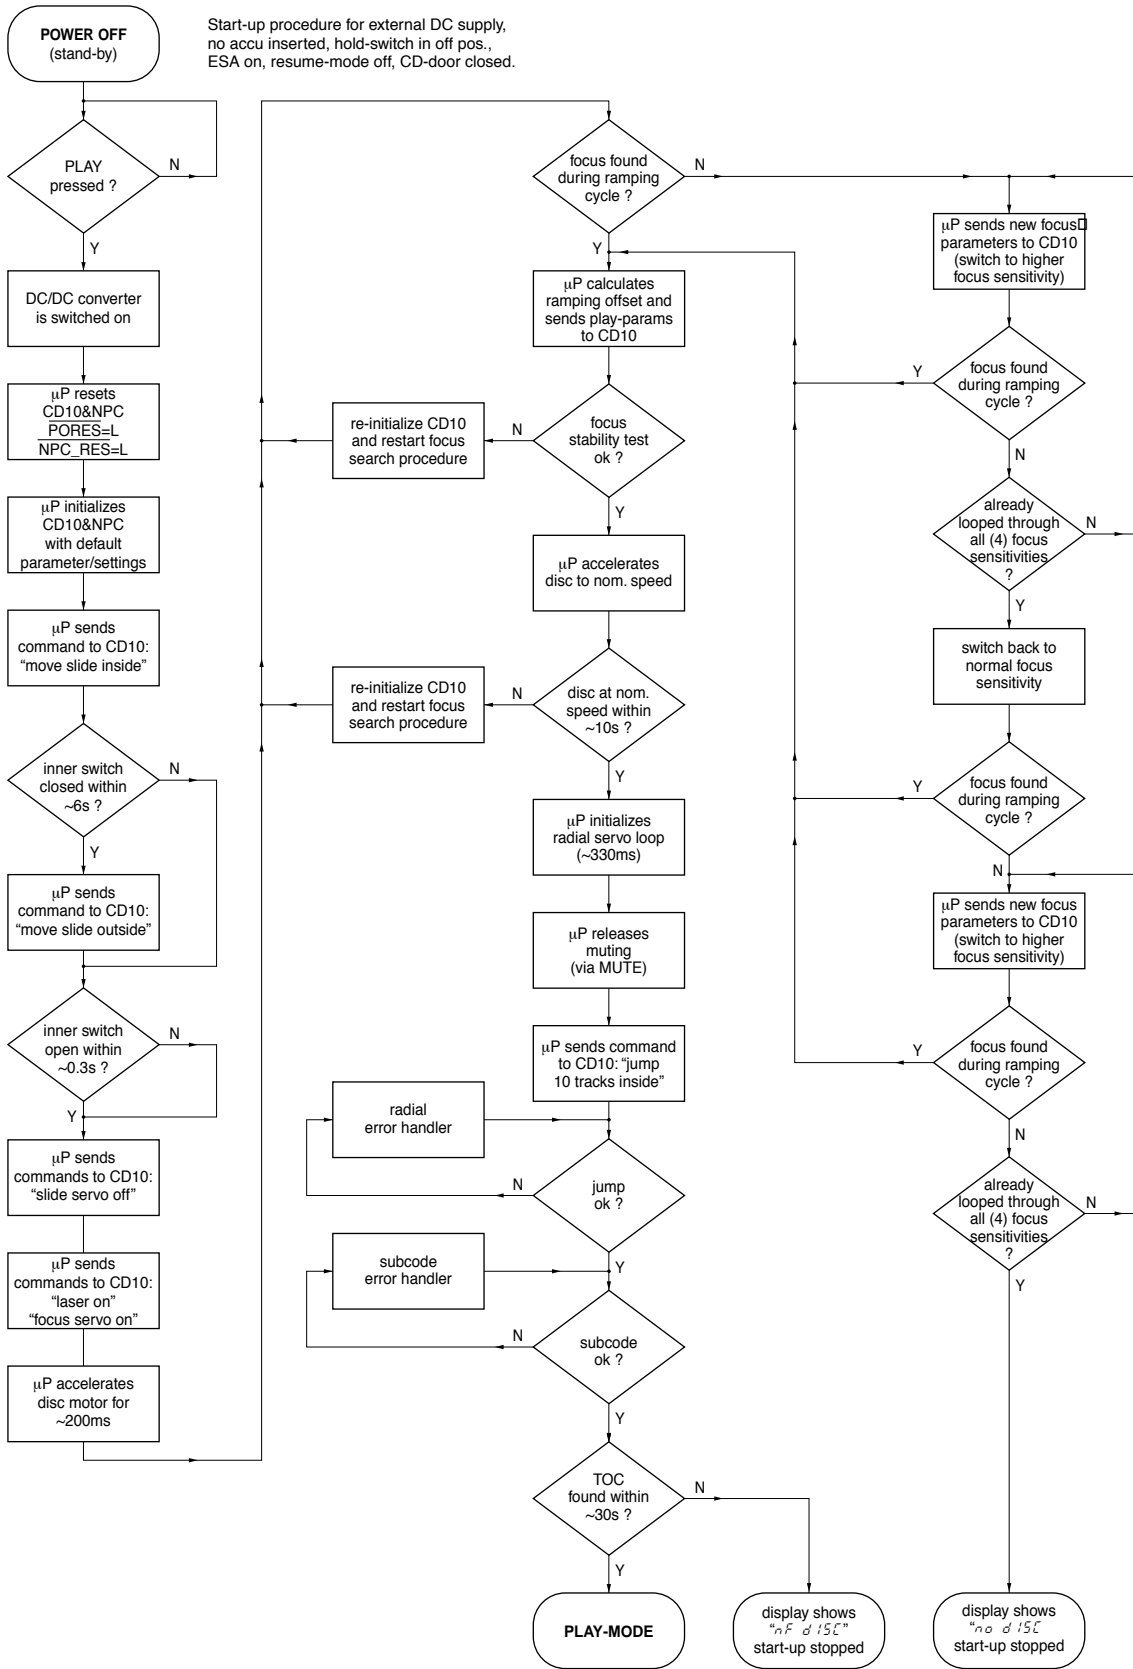 POWER OFF
(stand-by)
Start-up procedure for external DC supply,
no accu inserted, hold-switch in off pos.,
ESA on, resume-mode off, CD-door closed.
PLAY
pressed ?
N
Y
DC/DC converter
is switched on
µP resets
CD10&NPC
PORES=L
NPC_RES=L
µP initializes
CD10&NPC
with default
parameter/settings
µP sends
command to CD10:
“move slide inside”
inner switch
closed within
~6s ?
N
Y
µP sends
command to CD10:
“move slide outside”
inner switch
open within
~0.3s ?
N
Y
µP sends
commands to CD10:
“slide servo off”
µP sends
commands to CD10:
“laser on”
“focus servo on”
µP accelerates
disc motor for
~200ms
focus found
during ramping
cycle ?
N
Y
µP calculates
ramping offset and
sends play-params
to CD10
focus
stability test
ok ?
N
re-initialize CD10
and restart focus
search procedure
Y
µP accelerates
disc to nom. speed
disc at nom.
speed within
~10s ?
N
re-initialize CD10
and restart focus
search procedure
Y
µP initializes
radial servo loop
(~330ms)
µP releases
muting
(via MUTE)
µP sends command
to CD10: “jump
10 tracks inside”
radial
error handler
jump
ok ?
N
Y
subcode
error handler
subcode
ok ?
N
Y
TOC
found within
~30s ?
N
Y
PLAY-MODE
display shows
“nF dISC”
start-up stopped
µP sends new focus
parameters to CD10
(switch to higher
focus sensitivity)
focus found
during ramping
cycle ?
Y
N
already
looped through
all (4) focus
sensitivities
?
N
Y
switch back to
normal focus
sensitivity
focus found
during ramping
cycle ?
Y
N
µP sends new focus
parameters to CD10
(switch to higher
focus sensitivity)
focus found
during ramping
cycle ?
Y
N
already
looped through
all (4) focus
sensitivities
?
N
Y
display shows
“no dISC
start-up stopped